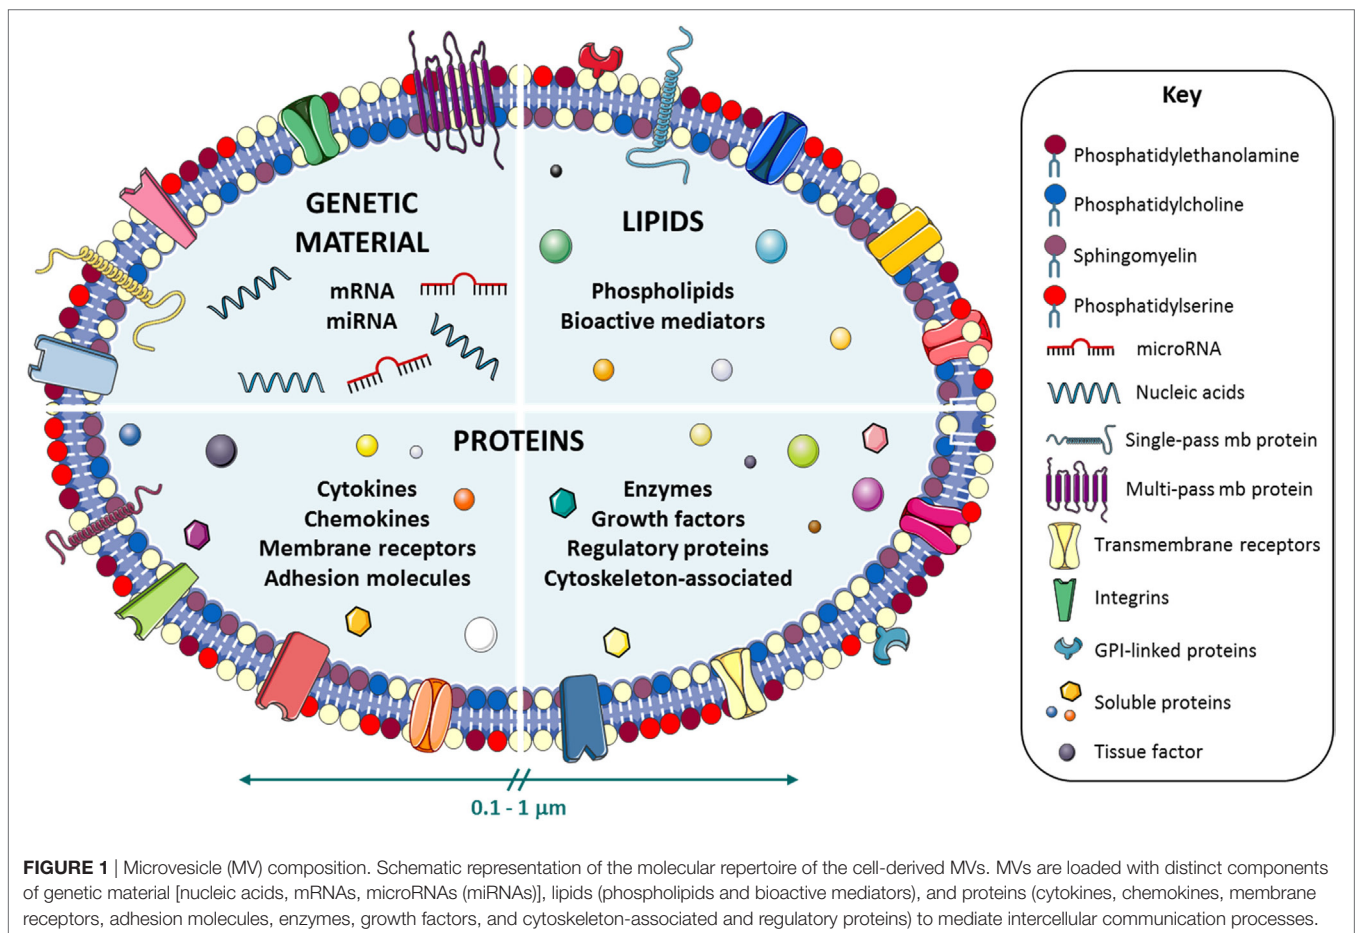 GENETIC
MATERIAL
mRNA
miRNA
LIPIDS
Phospholipids
Bioactive mediators
PROTEINS
Cytokines
Chemokines
Membrane receptors
Adhesion molecules
Enzymes
Growth factors
Regulatory proteins
Cytoskeleton-associated
0.1 - 1 µm
Key
Phosphatidylethanolamine
Phosphatidylcholine
Sphingomyelin
Phosphatidylserine
microRNA
Nucleic acids
Single-pass mb protein
Multi-pass mb protein
Transmembrane receptors
Integrins
GPI-linked proteins
Soluble proteins
Tissue factor
FIGURE 1 | Microvesicle (MV) composition. Schematic representation of the molecular repertoire of the cell-derived MVs. MVs are loaded with distinct components
of genetic material [nucleic acids, mRNAs, microRNAs (miRNAs)], lipids (phospholipids and bioactive mediators), and proteins (cytokines, chemokines, membrane
receptors, adhesion molecules, enzymes, growth factors, and cytoskeleton-associated and regulatory proteins) to mediate intercellular communication processes.